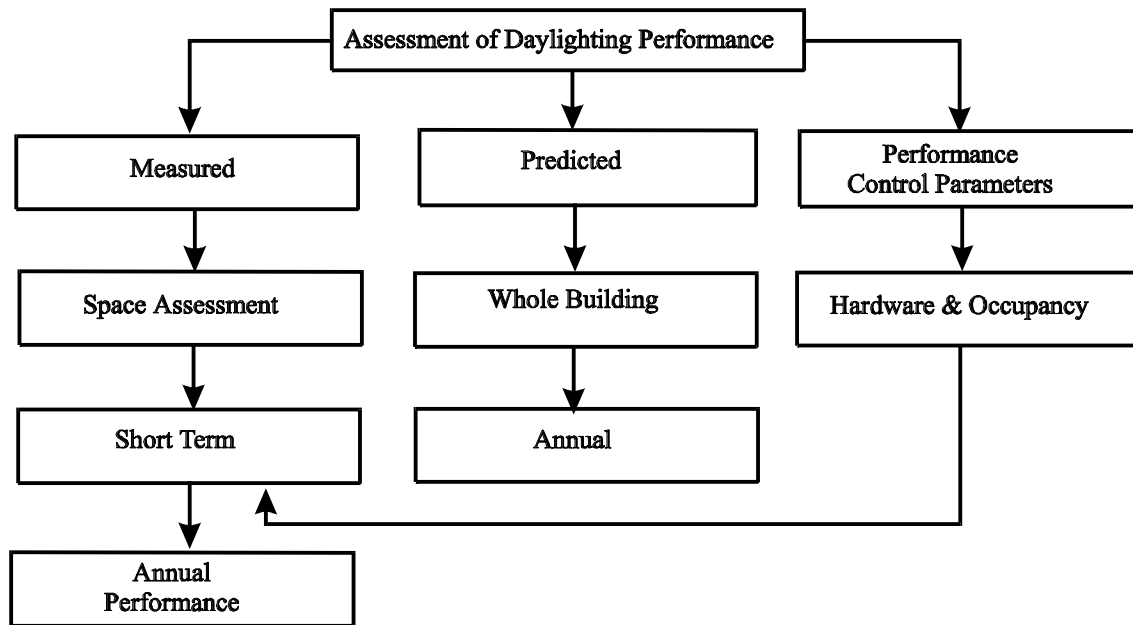 Assessment of Daylighting Performance
Measured
Predicted
Performance
Control Parameters
Space Assessment
Whole Building
Hardware & Occupancy
Short Term
Annual
Annual
Performance